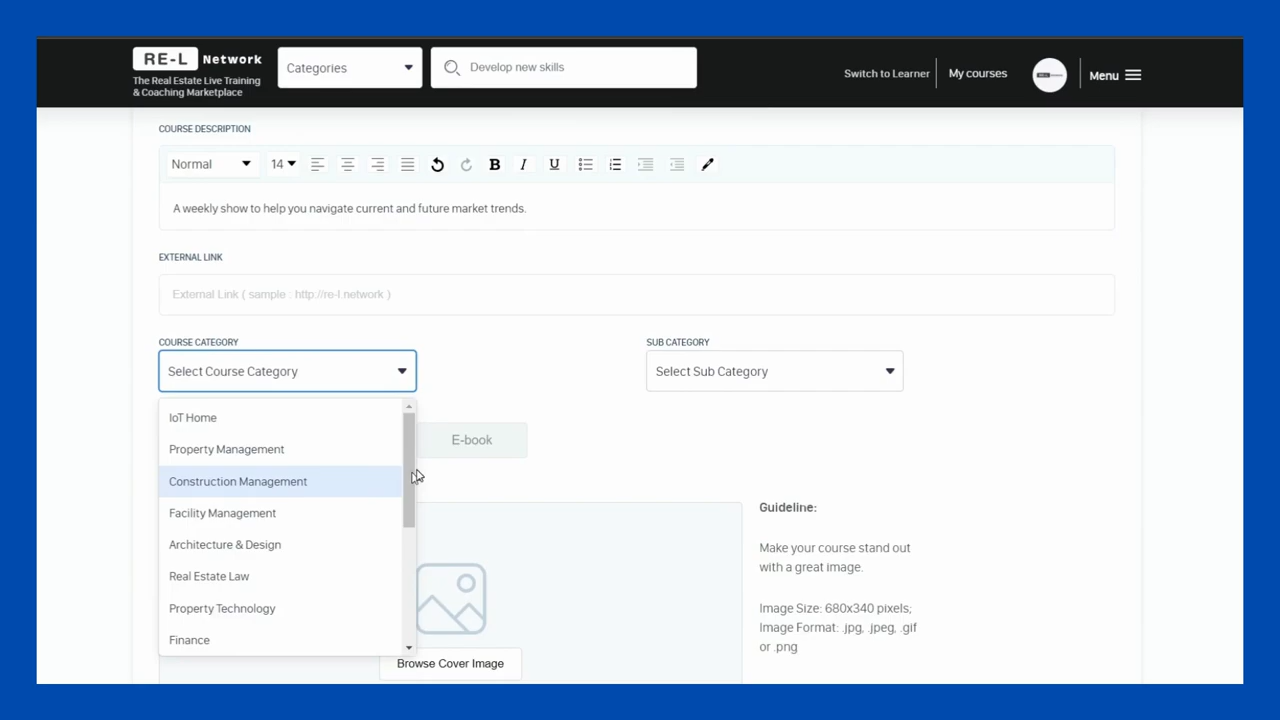 RE-L Network
The Real Estate Live Training
& Coaching Marketplace
Categories
Develop new skills
Switch to Learner
My courses
Menu
COURSE DESCRIPTION
Normal
14
B I U
A weekly show to help you navigate current and future market trends.
EXTERNAL LINK
External Link ( sample : http://re-l.network )
COURSE CATEGORY
SUB CATEGORY
Select Course Category
Select Sub Category
IoT Home
Property Management
Construction Management
Facility Management
Architecture & Design
Real Estate Law
Property Technology
Finance
E-book
Browse Cover Image
Guideline:
Make your course stand out
with a great image.
Image Size: 680x340 pixels;
Image Format: .jpg, .jpeg, .gif
or .png